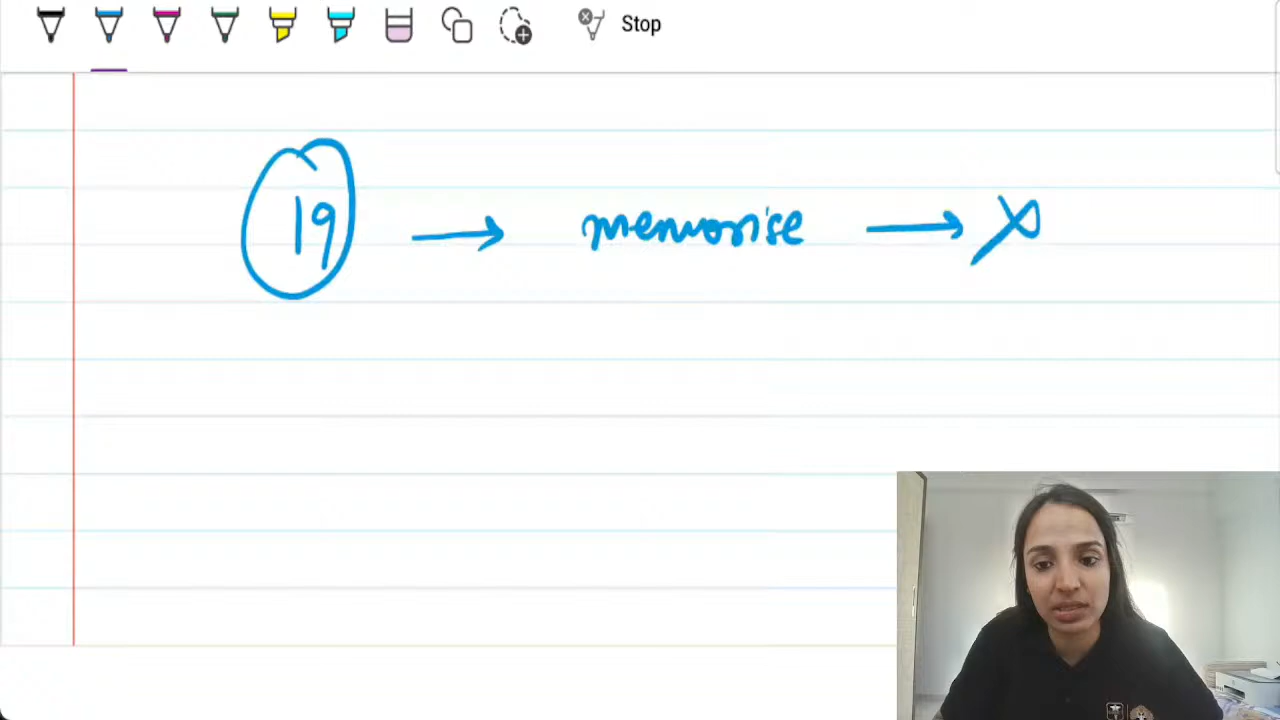 Stop
19 → memorise → X